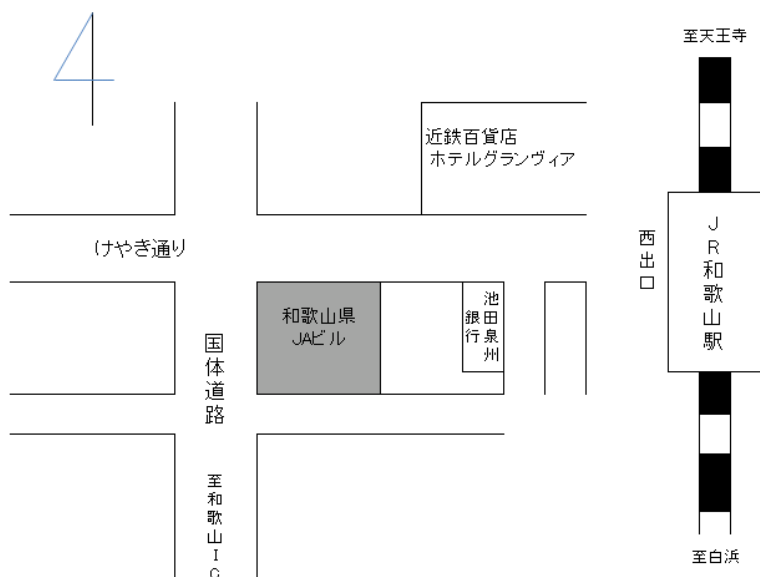 至天王寺
近鉄百貨店
ホテルグランヴィア
けやき通り
西出口
JR和歌山駅
和歌山県
JAビル
池田泉州
銀行
国体道路
至和歌山IC
至白浜